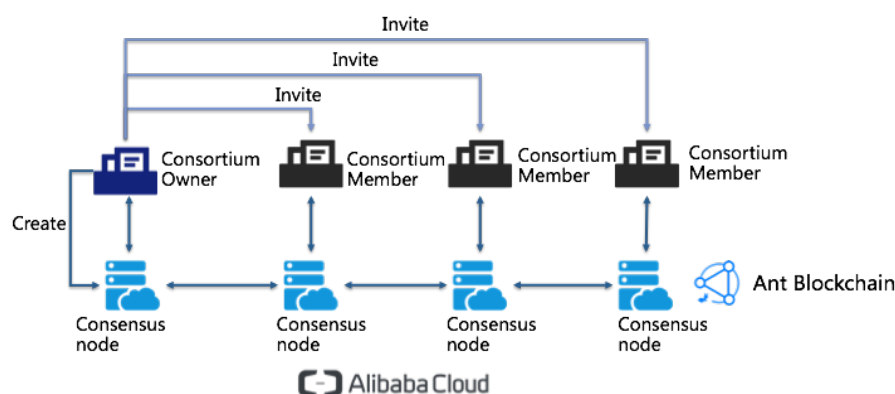 Invite
Invite
Invite
Consortium
Owner
Consortium
Member
Consortium
Member
Consortium
Member
Create
Ant Blockchain
Consensus
node
Consensus
node
Consensus
node
Consensus
node
Alibaba Cloud